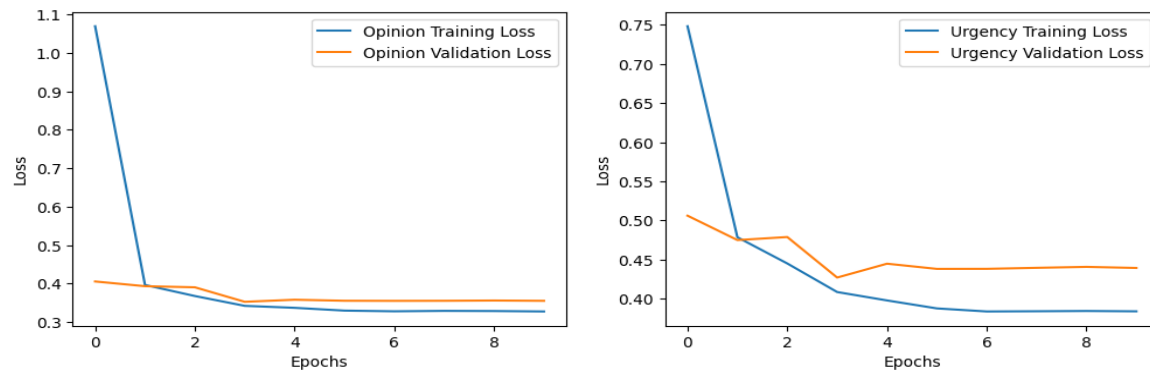 1.1
1.0
0.9
0.8
0.7
0.6
0.5
0.4
0.3
Loss
0 2 4 6 8
Epochs
Opinion Training Loss
Opinion Validation Loss
0.75
0.70
0.65
0.60
0.55
0.50
0.45
0.40
Loss
0 2 4 6 8
Epochs
Urgency Training Loss
Urgency Validation Loss